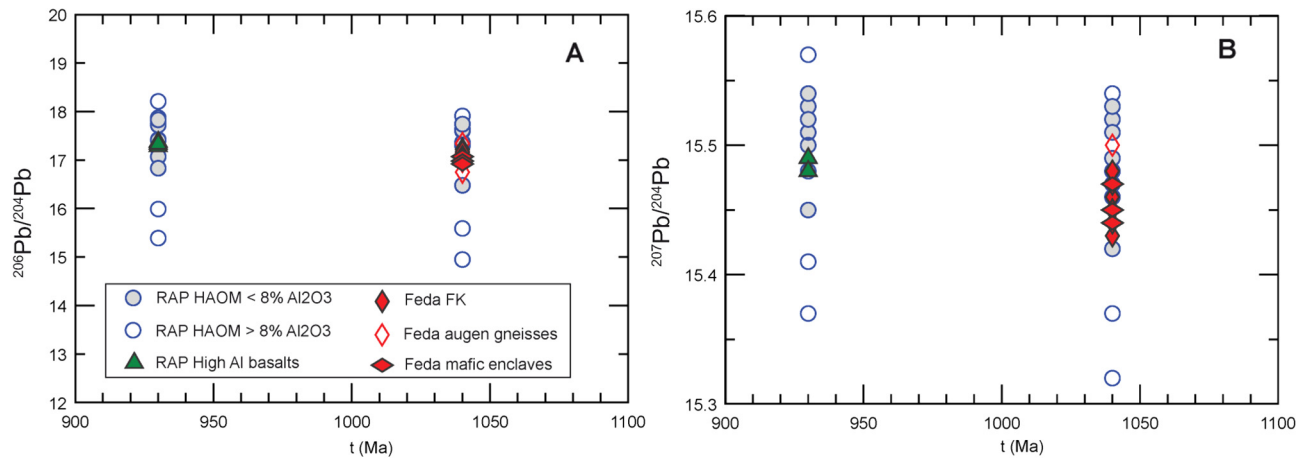 20
19
18
17
16
15
14
13
12
206Pb/204Pb
A
RAP HAOM < 8% Al2O3
RAP HAOM > 8% Al2O3
RAP High Al basalts
Feda FK
Feda augen gneisses
Feda mafic enclaves
900
950
1000
1050
1100
t (Ma)
15.6
15.5
15.4
15.3
207Pb/204Pb
B
900
950
1000
1050
1100
t (Ma)